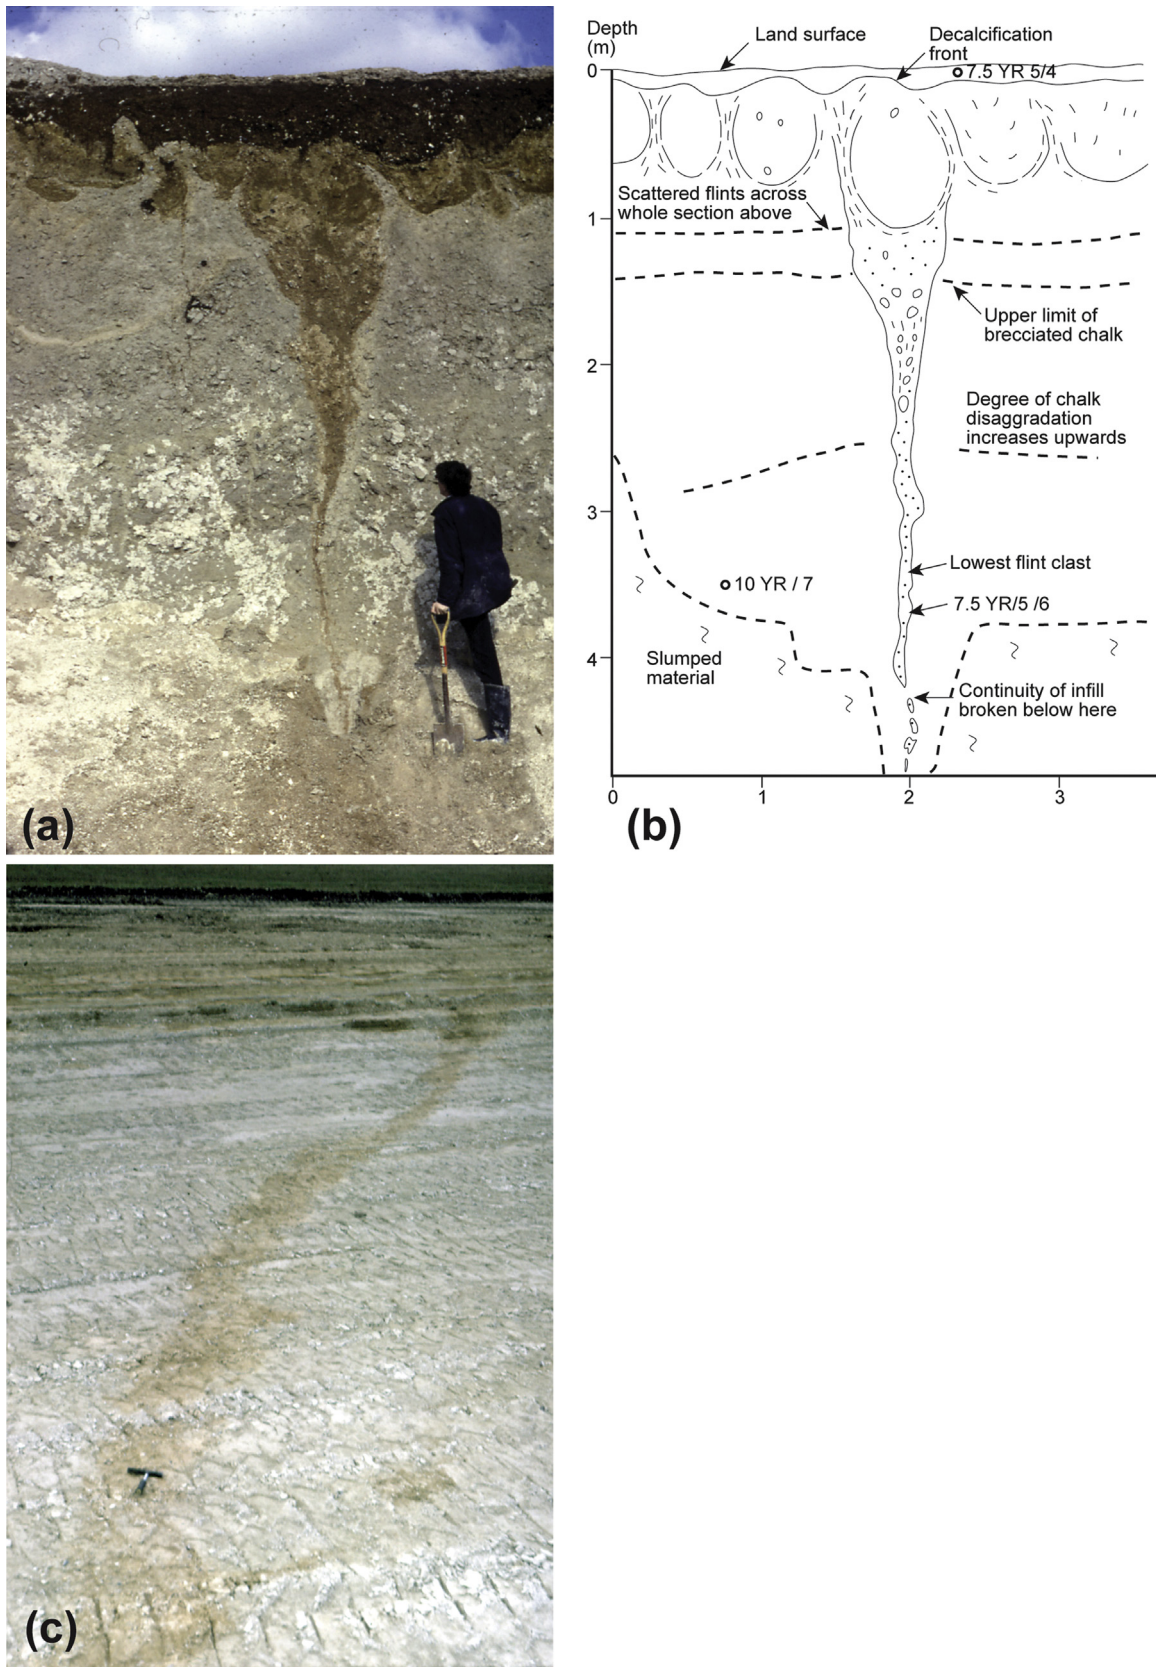 (a)
Depth
(m)
Land surface
Decalcification
front
0
7.5 YR 5/4
Scattered flints across
whole section above
1
Upper limit of
brecciated chalk
2
Degree of chalk
disaggradation
increases upwards
3
Lowest flint clast
10 YR / 7
7.5 YR/5 /6
4
Slumped
material
Continuity of infill
broken below here
0
1
2
3
(b)
(c)